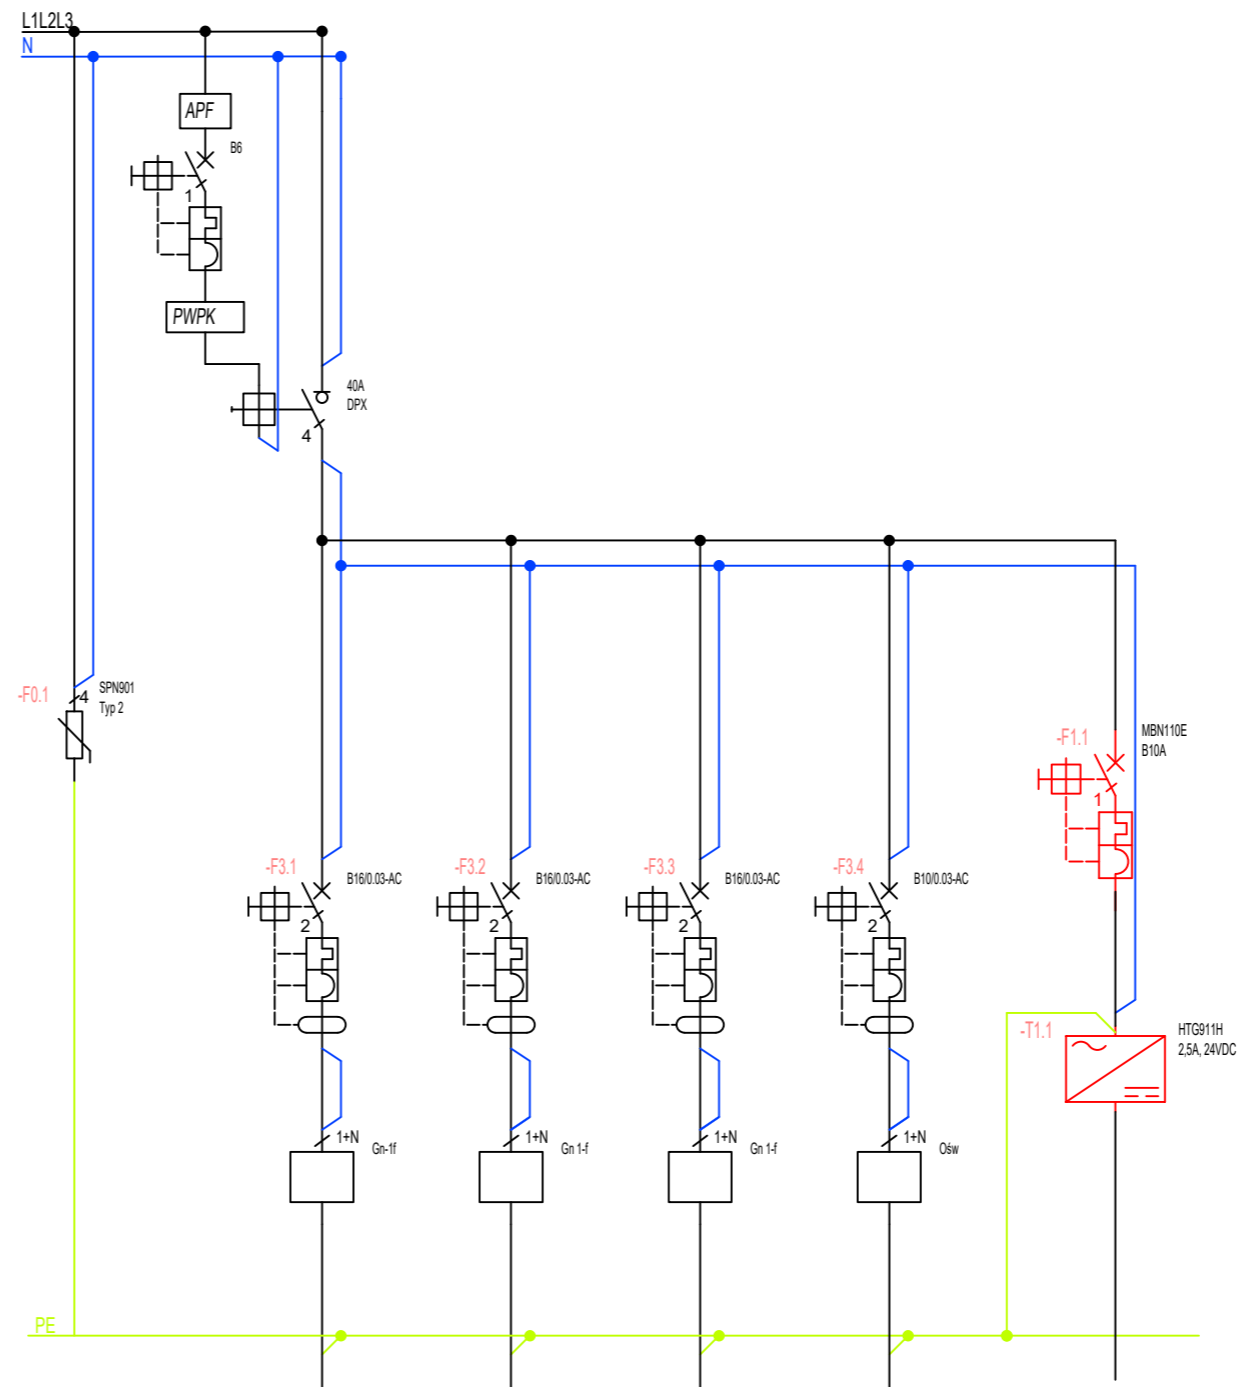 L1L2L3
N
APF
B6
1
PWPK
40A
DPX
4
-F0.1
4
SPN901
Typ 2
-F1.1
MBN110E
B10A
1
-F3.1
B16/0.03-AC
2
-F3.2
B16/0.03-AC
2
-F3.3
B16/0.03-AC
2
-F3.4
B10/0.03-AC
2
-T1.1
HTG911H
2,5A, 24VDC
1+N
Gn-1f
1+N
Gn 1-f
1+N
Gn 1-f
1+N
Ośw
PE